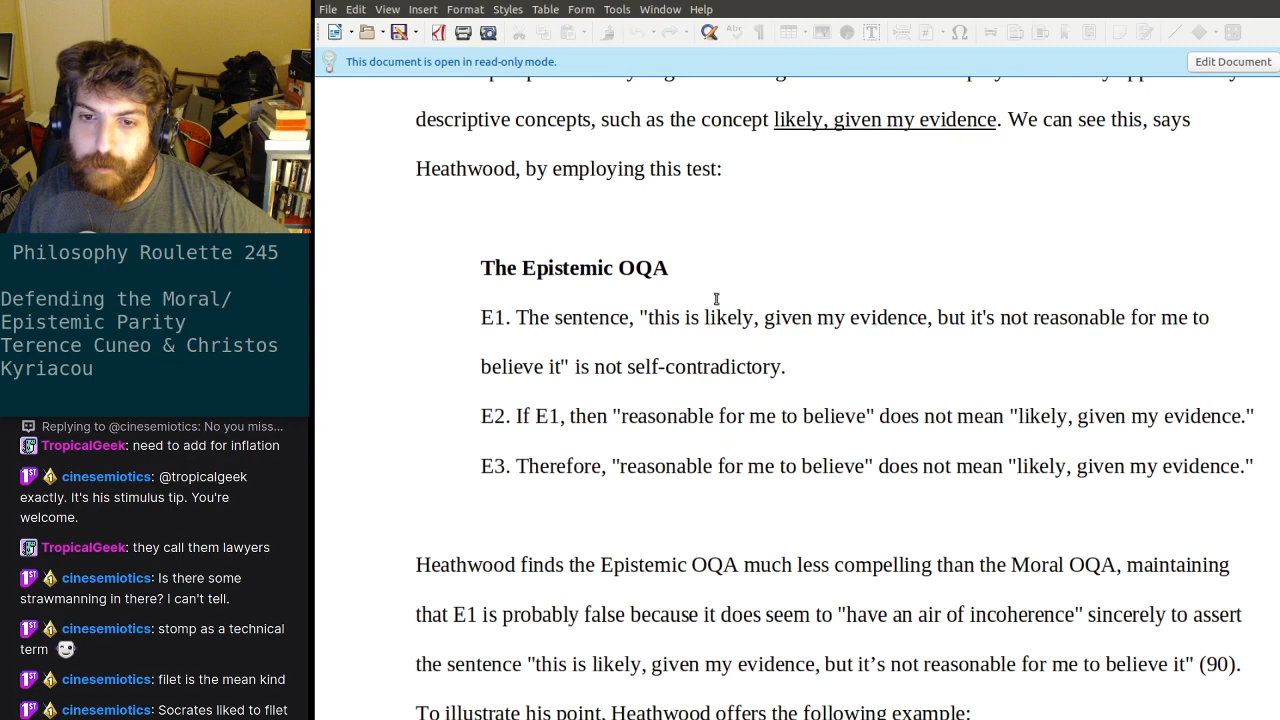 File Edit View Insert Format Styles Table Form Tools Window Help
This document is open in read-only mode.
Edit Document
descriptive concepts, such as the concept likely, given my evidence. We can see this, says
Heathwood, by employing this test:
The Epistemic OQA
E1. The sentence, "this is likely, given my evidence, but it's not reasonable for me to
believe it" is not self-contradictory.
E2. If E1, then "reasonable for me to believe" does not mean "likely, given my evidence."
E3. Therefore, "reasonable for me to believe" does not mean "likely, given my evidence."
Heathwood finds the Epistemic OQA much less compelling than the Moral OQA, maintaining
that E1 is probably false because it does seem to "have an air of incoherence" sincerely to assert
the sentence "this is likely, given my evidence, but it’s not reasonable for me to believe it" (90).
To illustrate his point, Heathwood offers the following example:
Philosophy Roulette 245
Defending the Moral/
Epistemic Parity
Terence Cuneo & Christos
Kyriacou
Replying to @cinesemiotics: No you miss...
TropicalGeek: need to add for inflation
cinesemiotics: @tropicalgeek
exactly. It's his stimulus tip. You're
welcome.
TropicalGeek: they call them lawyers
cinesemiotics: Is there some
strawmanning in there? I can't tell.
cinesemiotics: stomp as a technical
term
cinesemiotics: filet is the mean kind
cinesemiotics: Socrates liked to filet